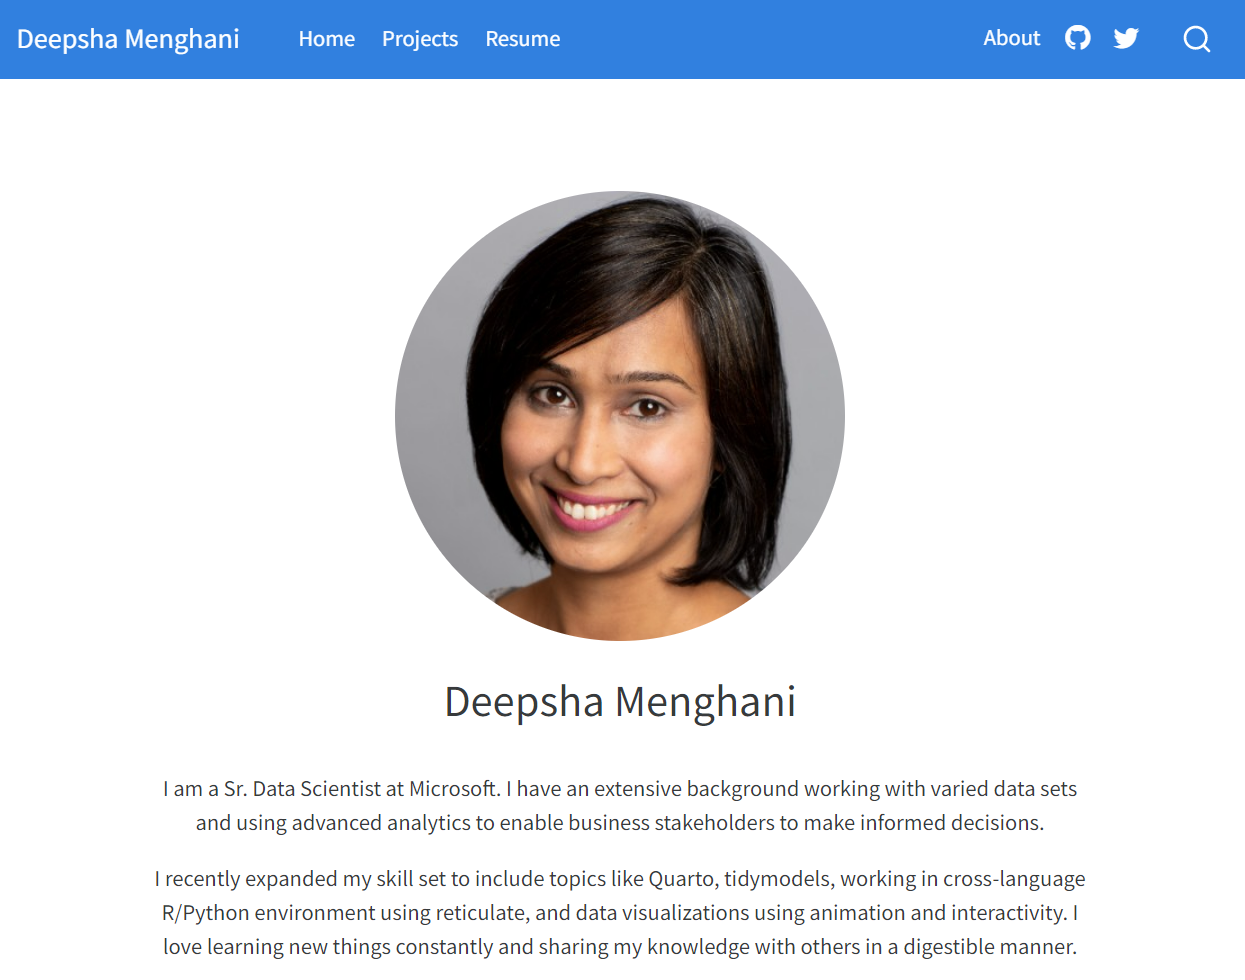 Deepsha Menghani Home Projects Resume About
Deepsha Menghani
I am a Sr. Data Scientist at Microsoft. I have an extensive background working with varied data sets
and using advanced analytics to enable business stakeholders to make informed decisions.
I recently expanded my skill set to include topics like Quarto, tidymodels, working in cross-language
R/Python environment using reticulate, and data visualizations using animation and interactivity. I
love learning new things constantly and sharing my knowledge with others in a digestible manner.